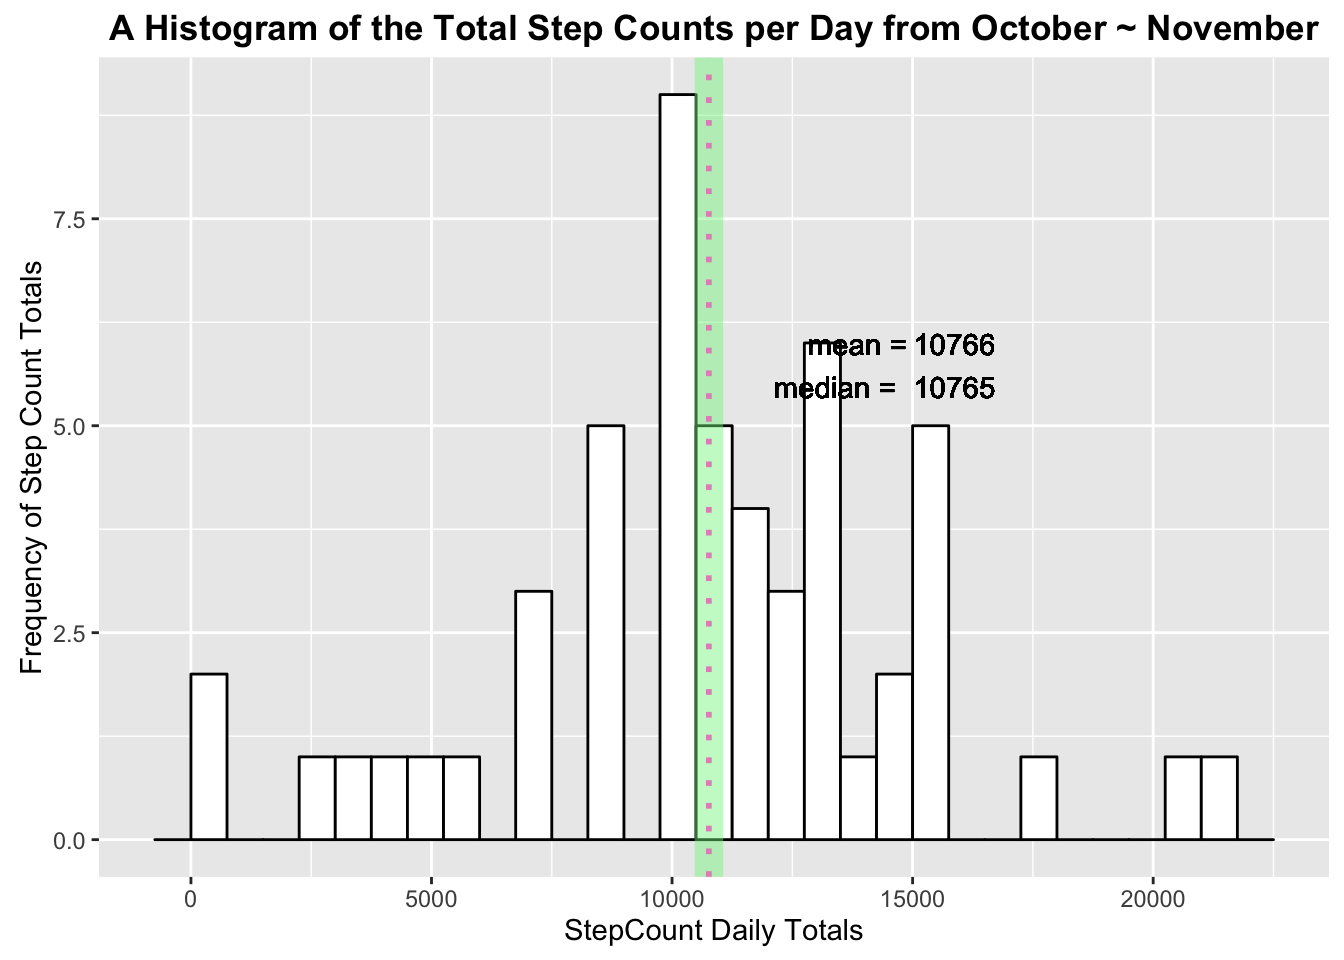 A Histogram of the Total Step Counts per Day from October ~ November
Frequency of Step Count Totals
7.5
5.0
2.5
0.0
mean = 10766
median =  10765
0
5000
10000
15000
20000
StepCount Daily Totals